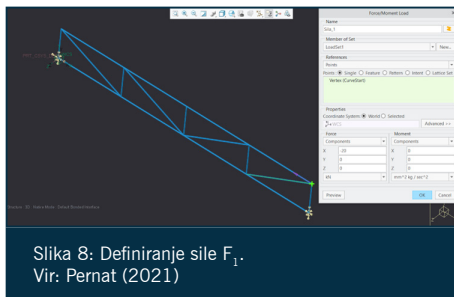 Force/Moment Load
Name
Sila_1
Member of Set
LoadSet1
New...
References
Points
Points: Single Feature Pattern Intent Lattice Set
Vertex (CurveStart)
Properties
Coordinate System: World Selected
WCS
Advanced >>
Force Moment
Components Components
X -20 X 0
Y 0 Y 0
Z 0 Z 0
kN mm^2 kg / sec^2
Preview OK Cancel
Slika 8: Definiranje sile F₁.
Vir: Pernat (2021)